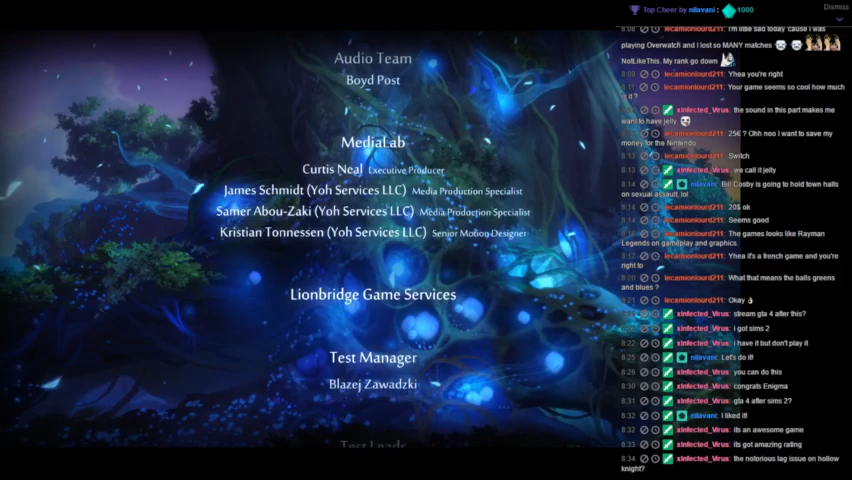 Top Cheer by nilavani : 1000
Dismiss
Audio Team
Boyd Post
MediaLab
Curtis Neal Executive Producer
James Schmidt (Yoh Services LLC) Media Production Specialist
Samer Abou-Zaki (Yoh Services LLC) Media Production Specialist
Kristian Tonnessen (Yoh Services LLC) Senior Motion Designer
Lionbridge Game Services
Test Manager
Blazej Zawadzki
Test Leads
8:08 lecamionlourd211: I'm little sad today 'cause I was
playing Overwatch and I lost so MANY matches
NotLikeThis. My rank go down
8:09 lecamionlourd211: Yhea you're right
8:11 lecamionlourd211: Your game seems so cool how much
is it ?
xInfected_Virus: the sound in this part makes me
want to have jelly.
lecamionlourd211: 25€ ? Ohh noo I want to save my
money for the Nintendo
8:13 lecamionlourd211: Switch
8:13 xInfected_Virus: we call it jelly
8:14 nilavani: Bill Cosby is going to hold town halls
on sexual assault, lol
lecamionlourd211: 20$ ok
8:14 lecamionlourd211: Seems good
lecamionlourd211: The games looks like Rayman
Legends on gameplay and graphics.
lecamionlourd211: Yhea it's a french game and you're
right to
8:20 lecamionlourd211: What that means the balls greens
and blues ?
8:21 lecamionlourd211: Okay
xInfected_Virus: stream gta 4 after this?
xInfected_Virus: i got sims 2
8:22 xInfected_Virus: i have it but don't play it
8:25 nilavani: Let's do it!
8:26 xInfected_Virus: you can do this
8:30 xInfected_Virus: congrats Enigma
8:31 xInfected_Virus: gta 4 after sims 2?
8:32 nilavani: I liked it!
8:32 xInfected_Virus: its an awesome game
8:33 xInfected_Virus: its got amazing rating
8:34 xInfected_Virus: the notorious lag issue on hollow
knight?